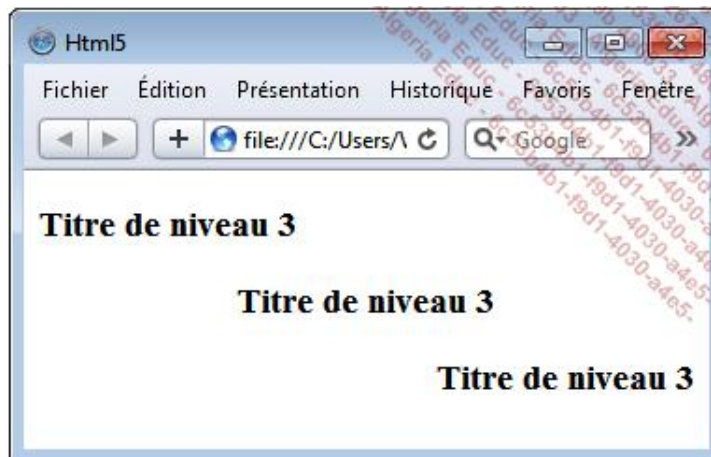 Html5
Fichier Édition Présentation Historique Favoris Fenêtre
file:///C:/Users/\ Google
Titre de niveau 3
Titre de niveau 3
Titre de niveau 3